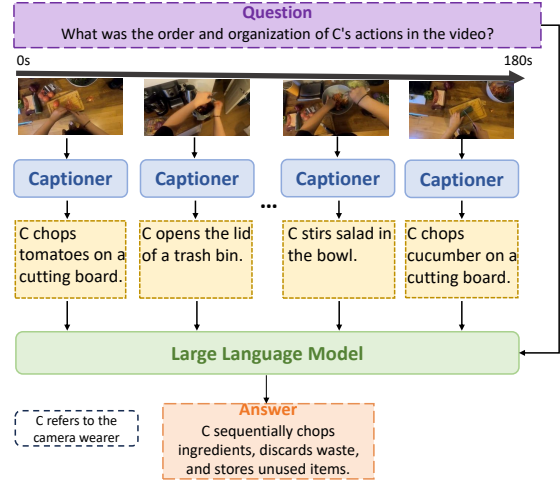 Question
What was the order and organization of C's actions in the video?
0s
180s
Captioner
Captioner
Captioner
Captioner
...
C chops
tomatoes on a
cutting board.
C opens the lid
of a trash bin.
C stirs salad in
the bowl.
C chops
cucumber on a
cutting board.
Large Language Model
C refers to the
camera wearer
Answer
C sequentially chops
ingredients, discards waste,
and stores unused items.